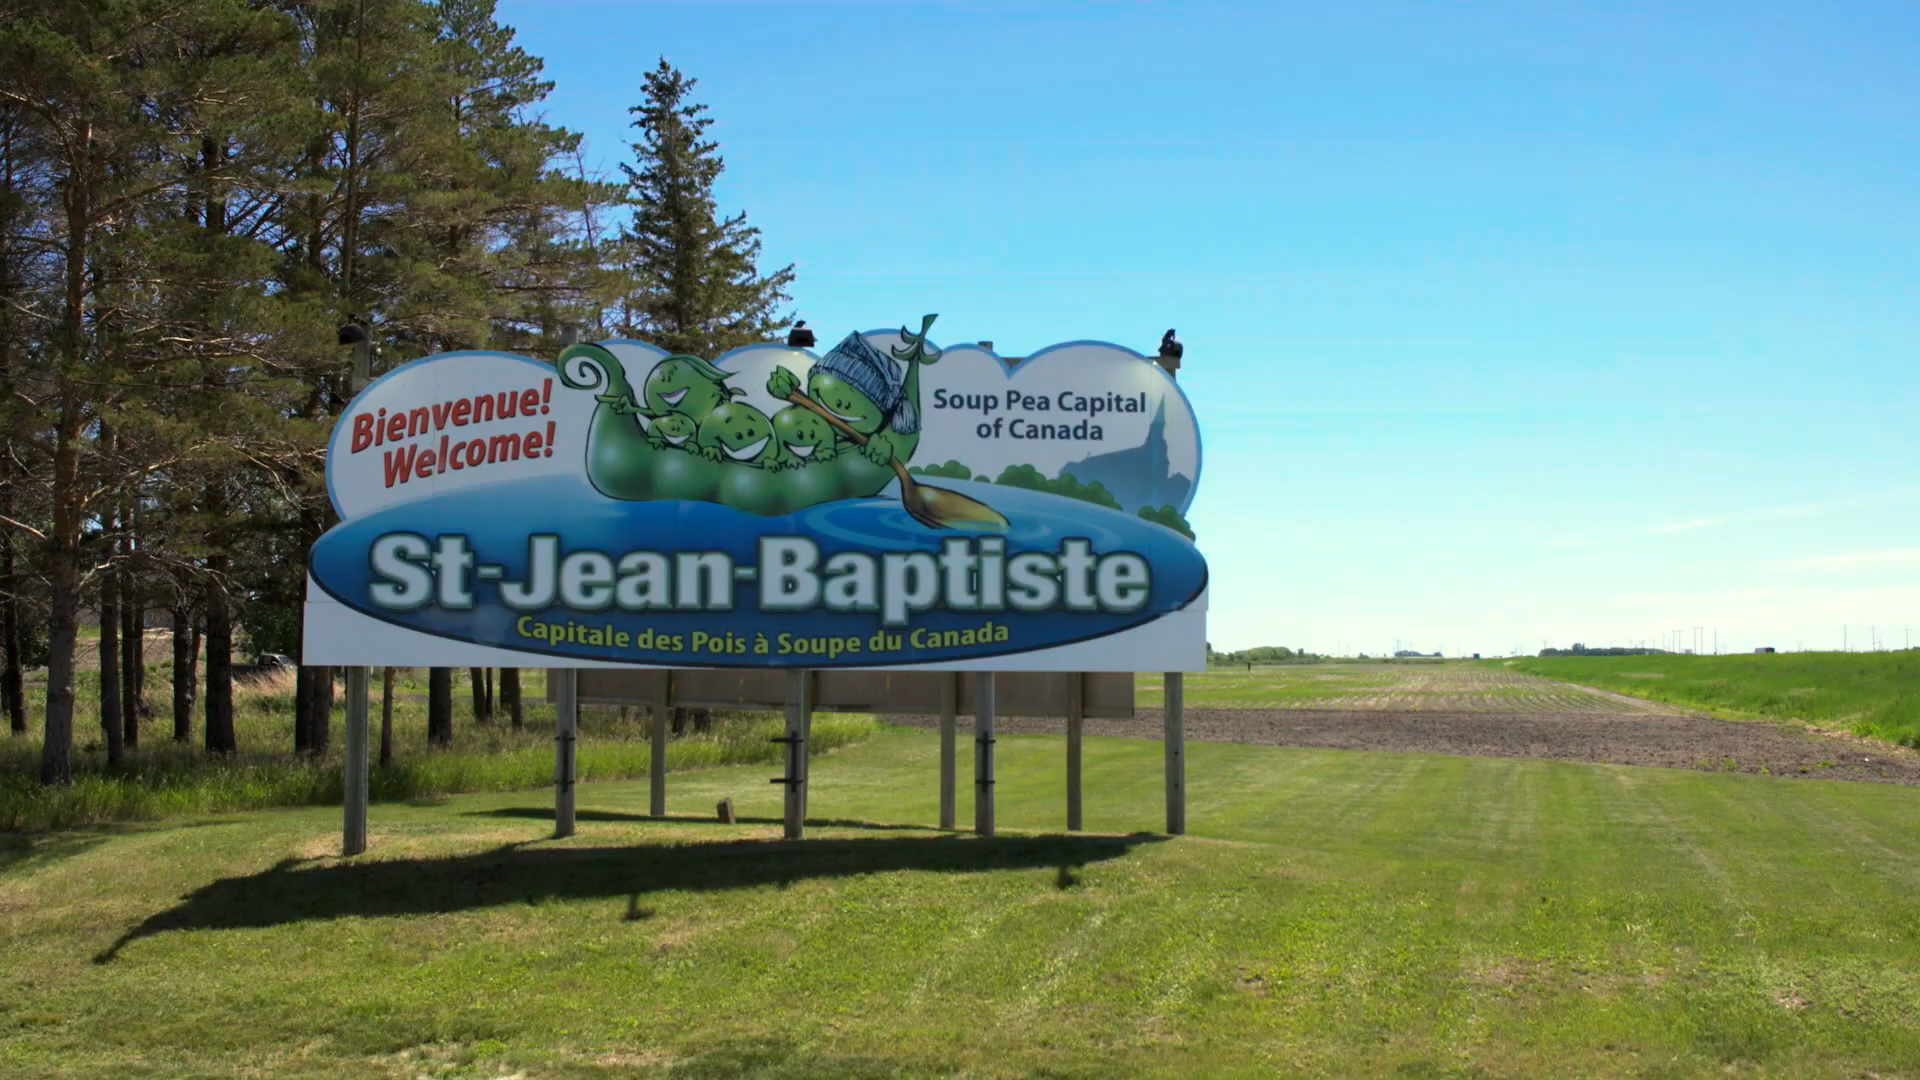 Bienvenue!
Welcome!
Soup Pea Capital
of Canada
St-Jean-Baptiste
Capitale des Pois à Soupe du Canada